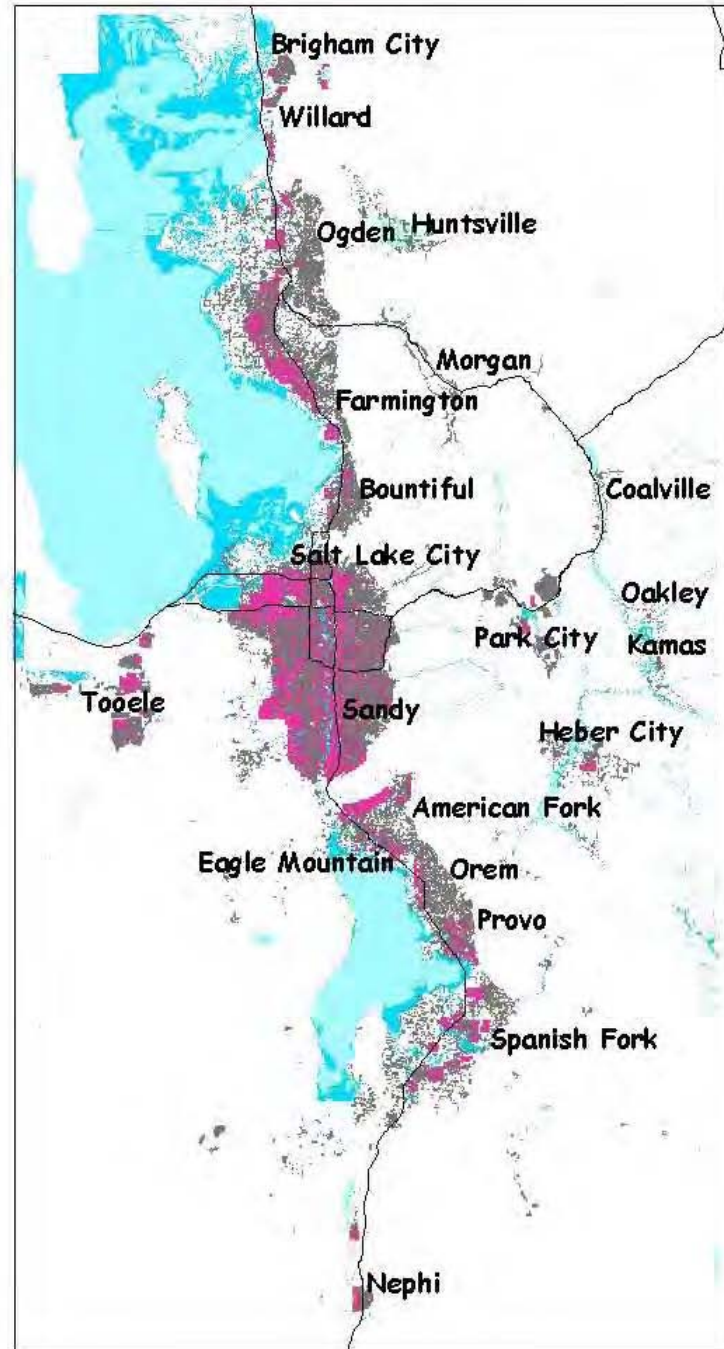 Brigham City
Willard
Ogden
Huntsville
Morgan
Farmington
Bountiful
Coalville
Salt Lake City
Oakley
Park City
Kamas
Tooele
Sandy
Heber City
American Fork
Eagle Mountain
Orem
Provo
Spanish Fork
Nephi